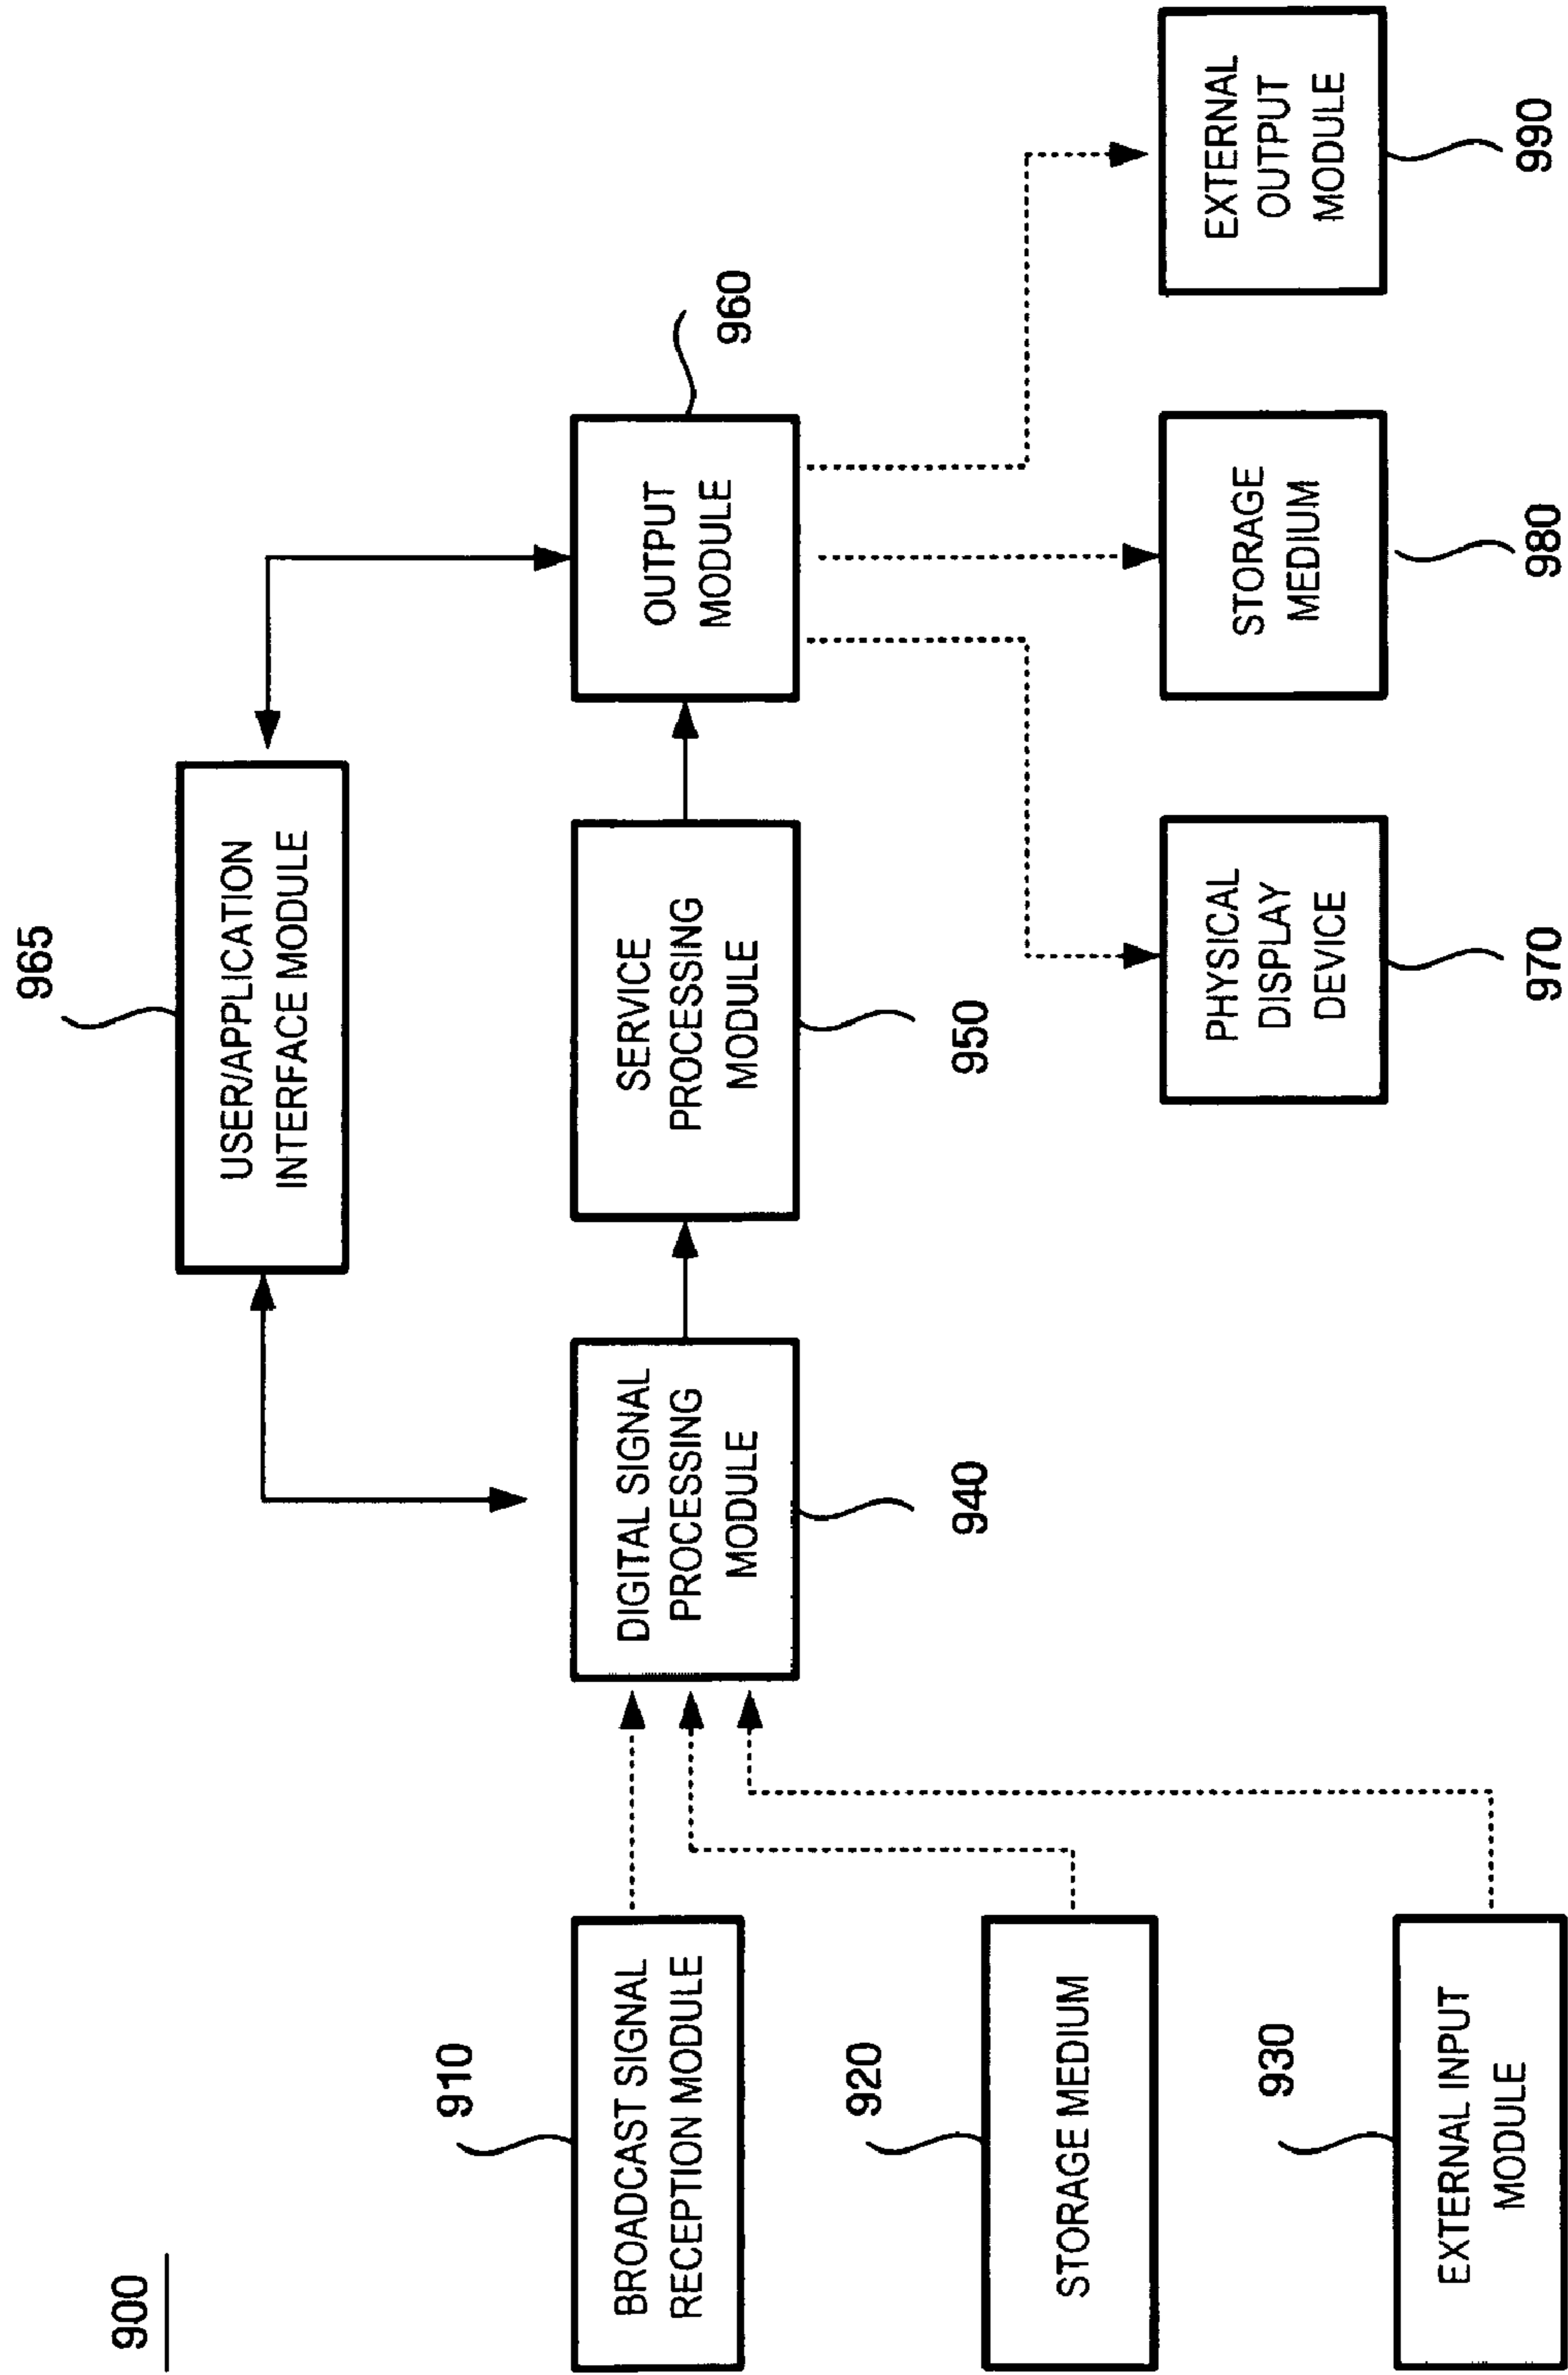 900
965
USER/APPLICATION
INTERFACE MODULE
910
BROADCAST SIGNAL
RECEPTION MODULE
DIGITAL SIGNAL
PROCESSING
MODULE
940
SERVICE
PROCESSING
MODULE
950
OUTPUT
MODULE
960
920
STORAGE MEDIUM
930
EXTERNAL INPUT
MODULE
PHYSICAL
DISPLAY
DEVICE
970
STORAGE
MEDIUM
980
EXTERNAL
OUTPUT
MODULE
990